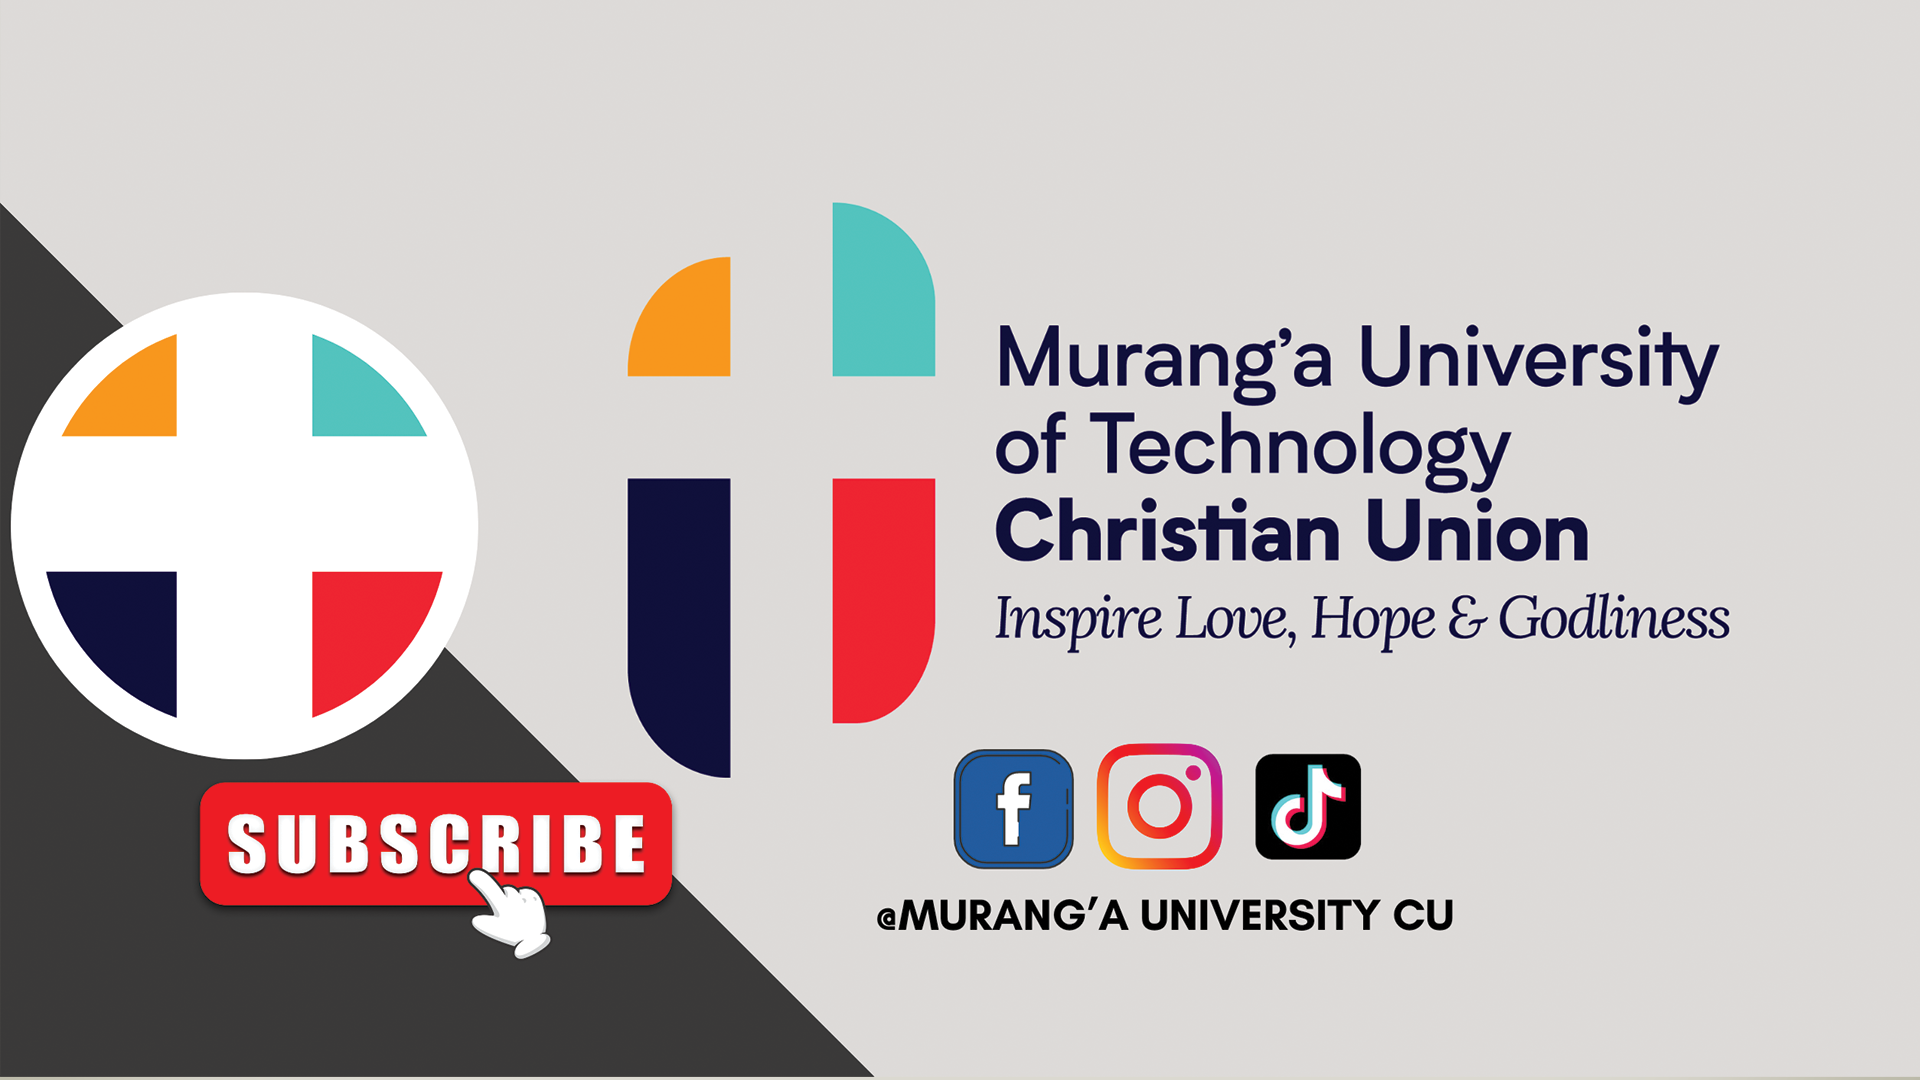 Murang’a University
of Technology
Christian Union
Inspire Love, Hope & Godliness
SUBSCRIBE
@MURANG’A UNIVERSITY CU